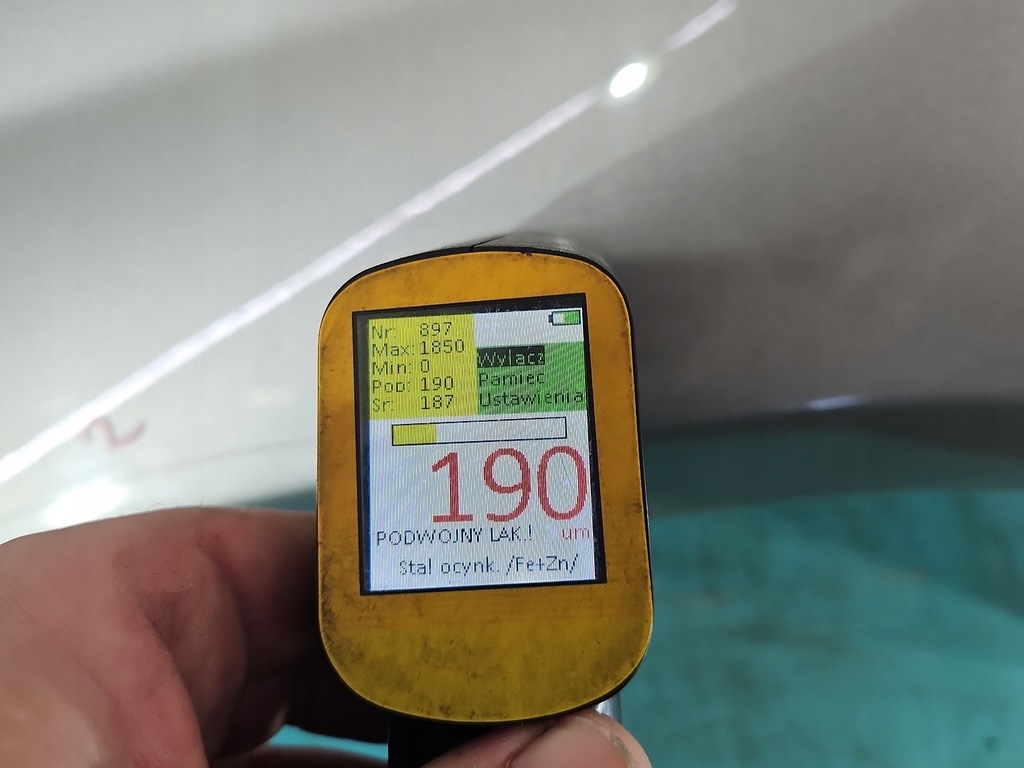 Nr: 897
Max: 1850
Min: 0
Pop: 190
Sr: 187
Wylacz
Pamiec
Ustawienia
190
um
PODWOJNY LAK.!
Stal ocynk. /Fe+Zn/
2